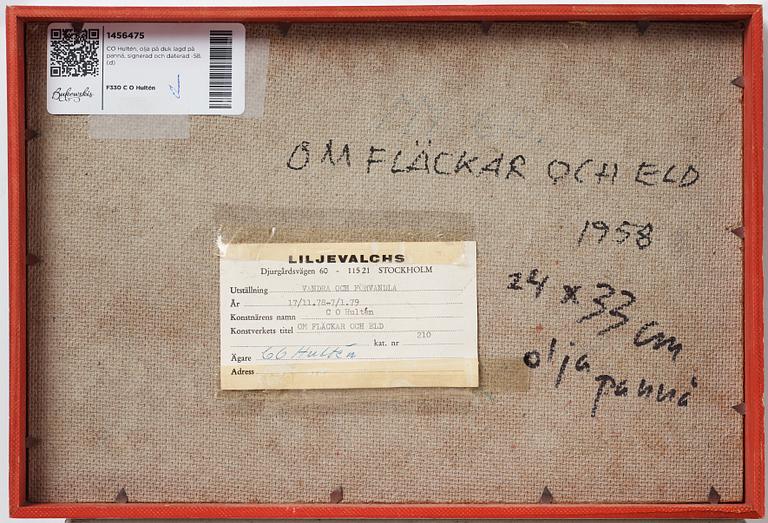 1456475
CO Hultén, olja på duk lagd på
pannå, signerad och daterad -58.
(d)
F330 C O Hultén
Bukowskis
OM FLÄCKAR OCH ELD
1958
24 x 33 cm
olja
pannå
LILJEVALCHS
Djurgårdsvägen 60 - 11521 STOCKHOLM
Utställning VANDRA OCH FÖRVANDLA
År 17/11.78-7/1.79
Konstnärens namn C O Hultén
Konstverkets titel OM FLÄCKAR OCH ELD
kat. nr 210
Ägare CO Hultén
Adress